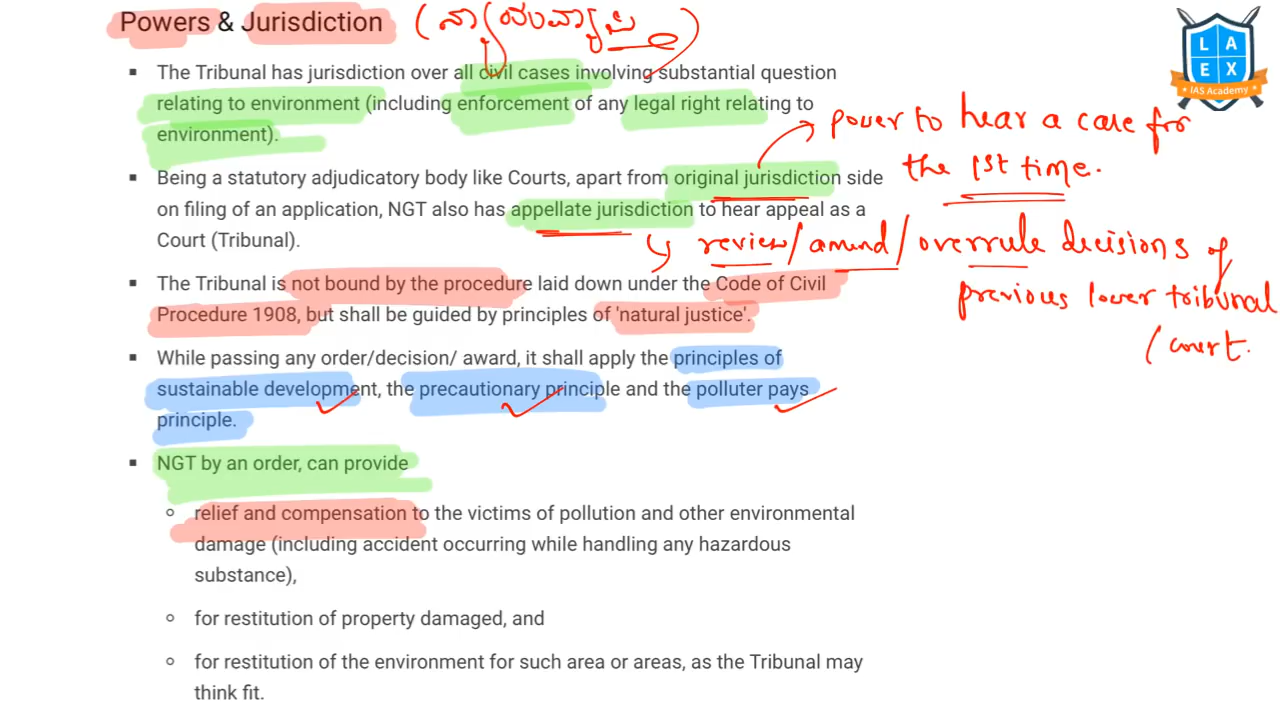 Powers & Jurisdiction (ನ್ಯಾಯವ್ಯಾಪ್ತಿ)
The Tribunal has jurisdiction over all civil cases involving substantial question
relating to environment (including enforcement of any legal right relating to
environment).
power to hear a case for
the 1st time.
Being a statutory adjudicatory body like Courts, apart from original jurisdiction side
on filing of an application, NGT also has appellate jurisdiction to hear appeal as a
Court (Tribunal).
review/amend/overrule decisions of
previous lower tribunal
/court.
The Tribunal is not bound by the procedure laid down under the Code of Civil
Procedure 1908, but shall be guided by principles of 'natural justice'.
While passing any order/decision/ award, it shall apply the principles of
sustainable development, the precautionary principle and the polluter pays
principle.
NGT by an order, can provide
relief and compensation to the victims of pollution and other environmental
damage (including accident occurring while handling any hazardous
substance),
for restitution of property damaged, and
for restitution of the environment for such area or areas, as the Tribunal may
think fit.
L A
E X
IAS Academy